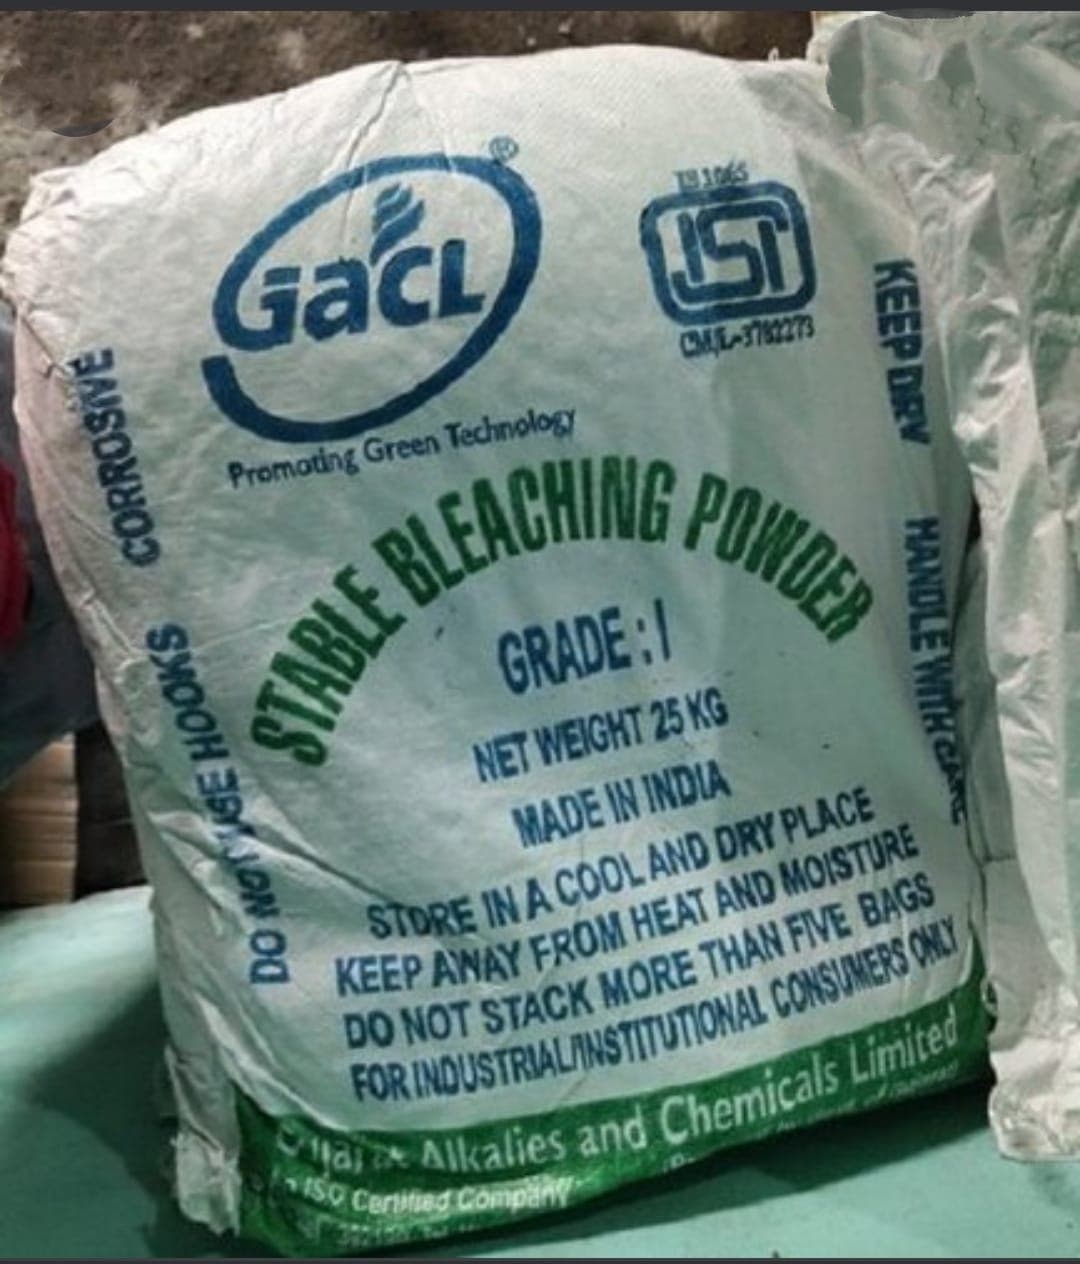 ®
GACL
Promoting Green Technology
ISI
CM/L-3782273
CORROSIVE
DO NOT USE HOOKS
KEEP DRY
HANDLE WITH CARE
STABLE BLEACHING POWDER
GRADE : I
NET WEIGHT 25 KG
MADE IN INDIA
STORE IN A COOL AND DRY PLACE
KEEP AWAY FROM HEAT AND MOISTURE
DO NOT STACK MORE THAN FIVE BAGS
FOR INDUSTRIAL/INSTITUTIONAL CONSUMERS ONLY
Gujarat Alkalies and Chemicals Limited
ISO Certified Company